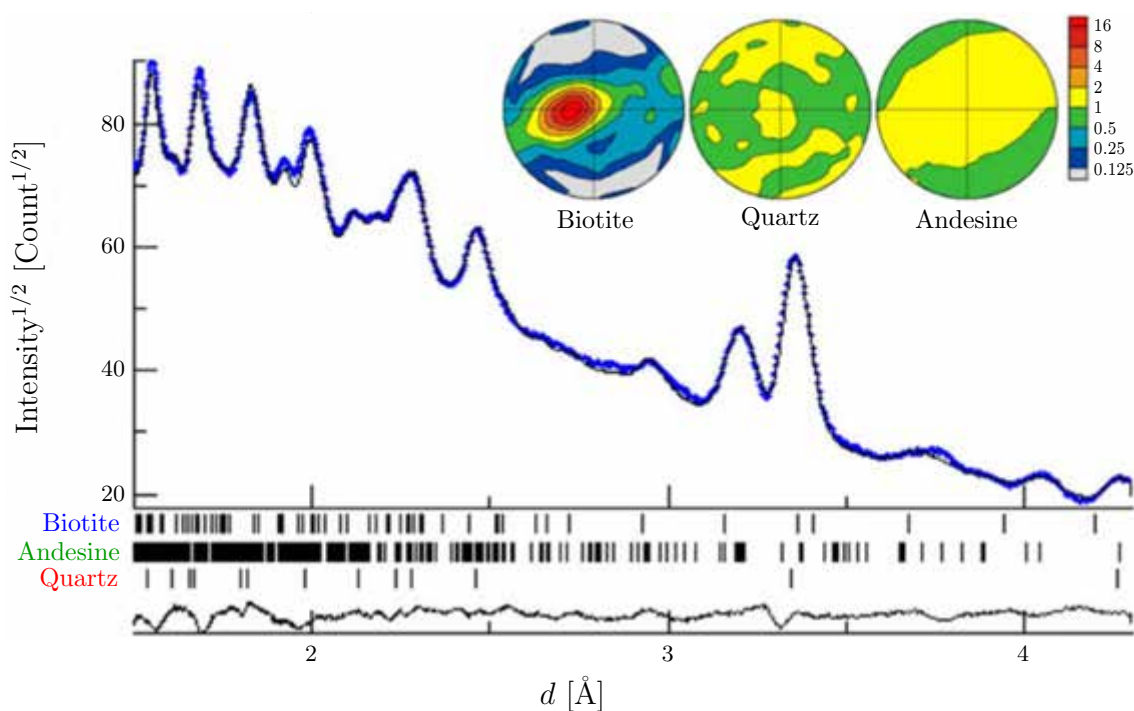 16
8
4
2
1
0.5
0.25
0.125
Biotite Quartz Andesine
Intensity^{1/2} [Count^{1/2}]
80
60
40
20
Biotite
Andesine
Quartz
2 3 4
d [Å]